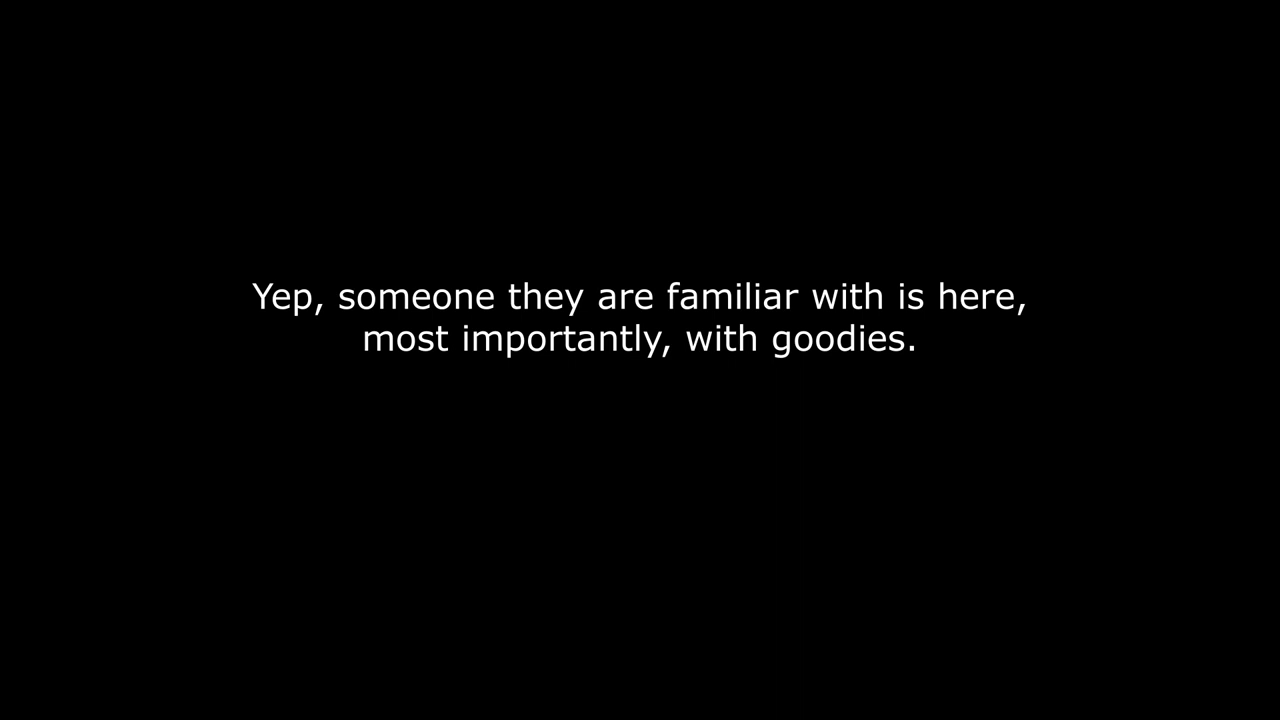 Yep, someone they are familiar with is here,
most importantly, with goodies.